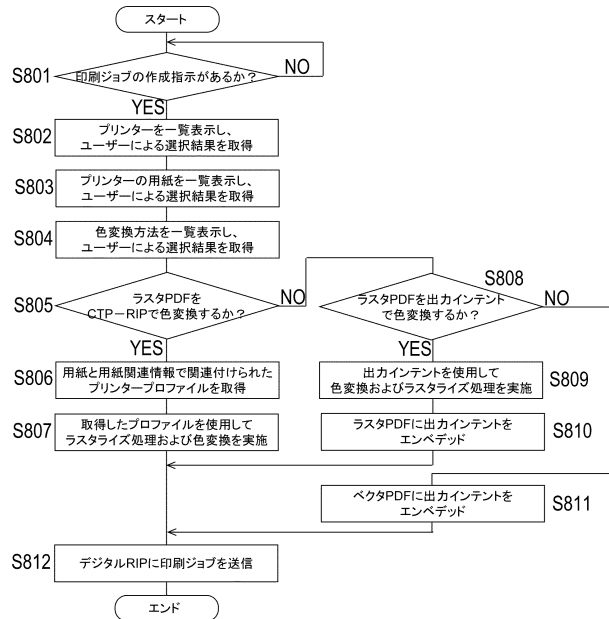 スタート
S801
印刷ジョブの作成指示があるか？
NO
YES
S802
プリンターを一覧表示し、
ユーザーによる選択結果を取得
S803
プリンターの用紙を一覧表示し、
ユーザーによる選択結果を取得
S804
色変換方法を一覧表示し、
ユーザーによる選択結果を取得
S805
ラスタPDFを
CTP－RIPで色変換するか？
NO
YES
S808
ラスタPDFを出力インテント
で色変換するか？
NO
YES
S806
用紙と用紙関連情報で関連付けられた
プリンタープロファイルを取得
S809
出力インテントを使用して
色変換およびラスタライズ処理を実施
S807
取得したプロファイルを使用して
ラスタライズ処理および色変換を実施
S810
ラスタPDFに出力インテントを
エンベデッド
S811
ベクタPDFに出力インテントを
エンベデッド
S812
デジタルRIPに印刷ジョブを送信
エンド